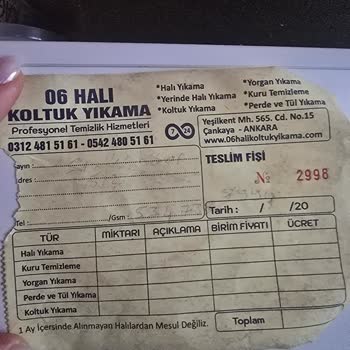 06 HALI
KOLTUK YIKAMA
Profesyonel Temizlik Hizmetleri
0312 481 51 61 - 0542 480 51 61
*Halı Yıkama
*Yerinde Halı Yıkama
*Koltuk Yıkama
*Yorgan Yıkama
*Kuru Temizleme
*Perde ve Tül Yıkama
7 24
Yeşilkent Mh. 565. Cd. No.15
Çankaya - ANKARA
www.06halikoltukyikama.com
ayın :
dres :
Tel : /Gsm :
TESLİM FİŞİ
№ 2998
Tarih : / /20
TÜR MİKTARI AÇIKLAMA BİRİM FİYATI ÜCRET
Halı Yıkama
Kuru Temizleme
Yorgan Yıkama
Perde ve Tül Yıkama
Koltuk Yıkama
1 Ay İçersinde Alınmayan Halılardan Mesul Değiliz.
Toplam